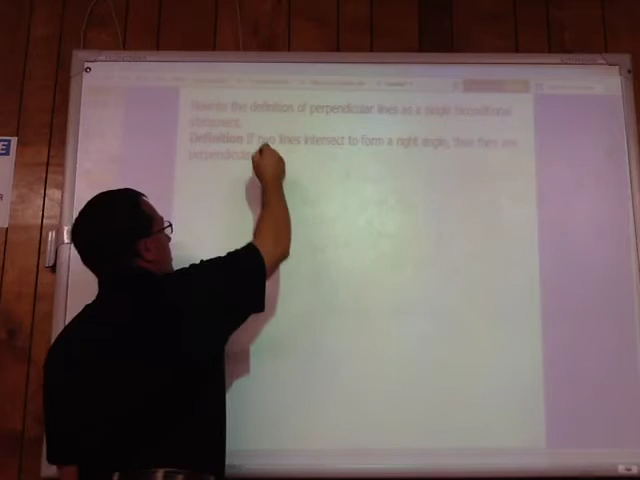 Rewrite the definition of perpendicular lines as a single biconditional
statement.
Definition If two lines intersect to form a right angle, then they are
perpendicular
E